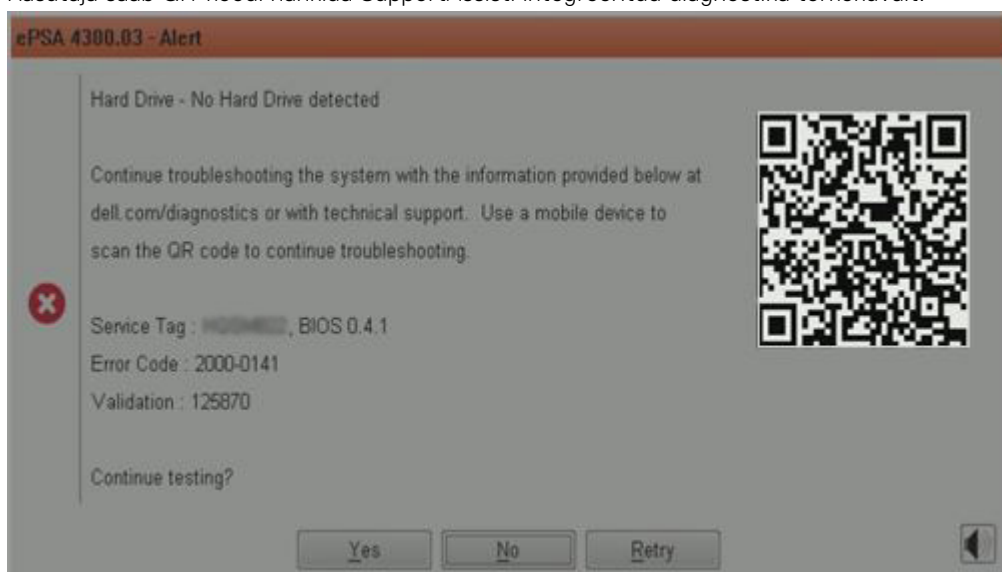 ePSA 4300.03 - Alert
Hard Drive - No Hard Drive detected
Continue troubleshooting the system with the information provided below at
dell.com/diagnostics or with technical support. Use a mobile device to
scan the QR code to continue troubleshooting.
Service Tag : , BIOS 0.4.1
Error Code : 2000-0141
Validation : 125870
Continue testing?
Yes
No
Retry